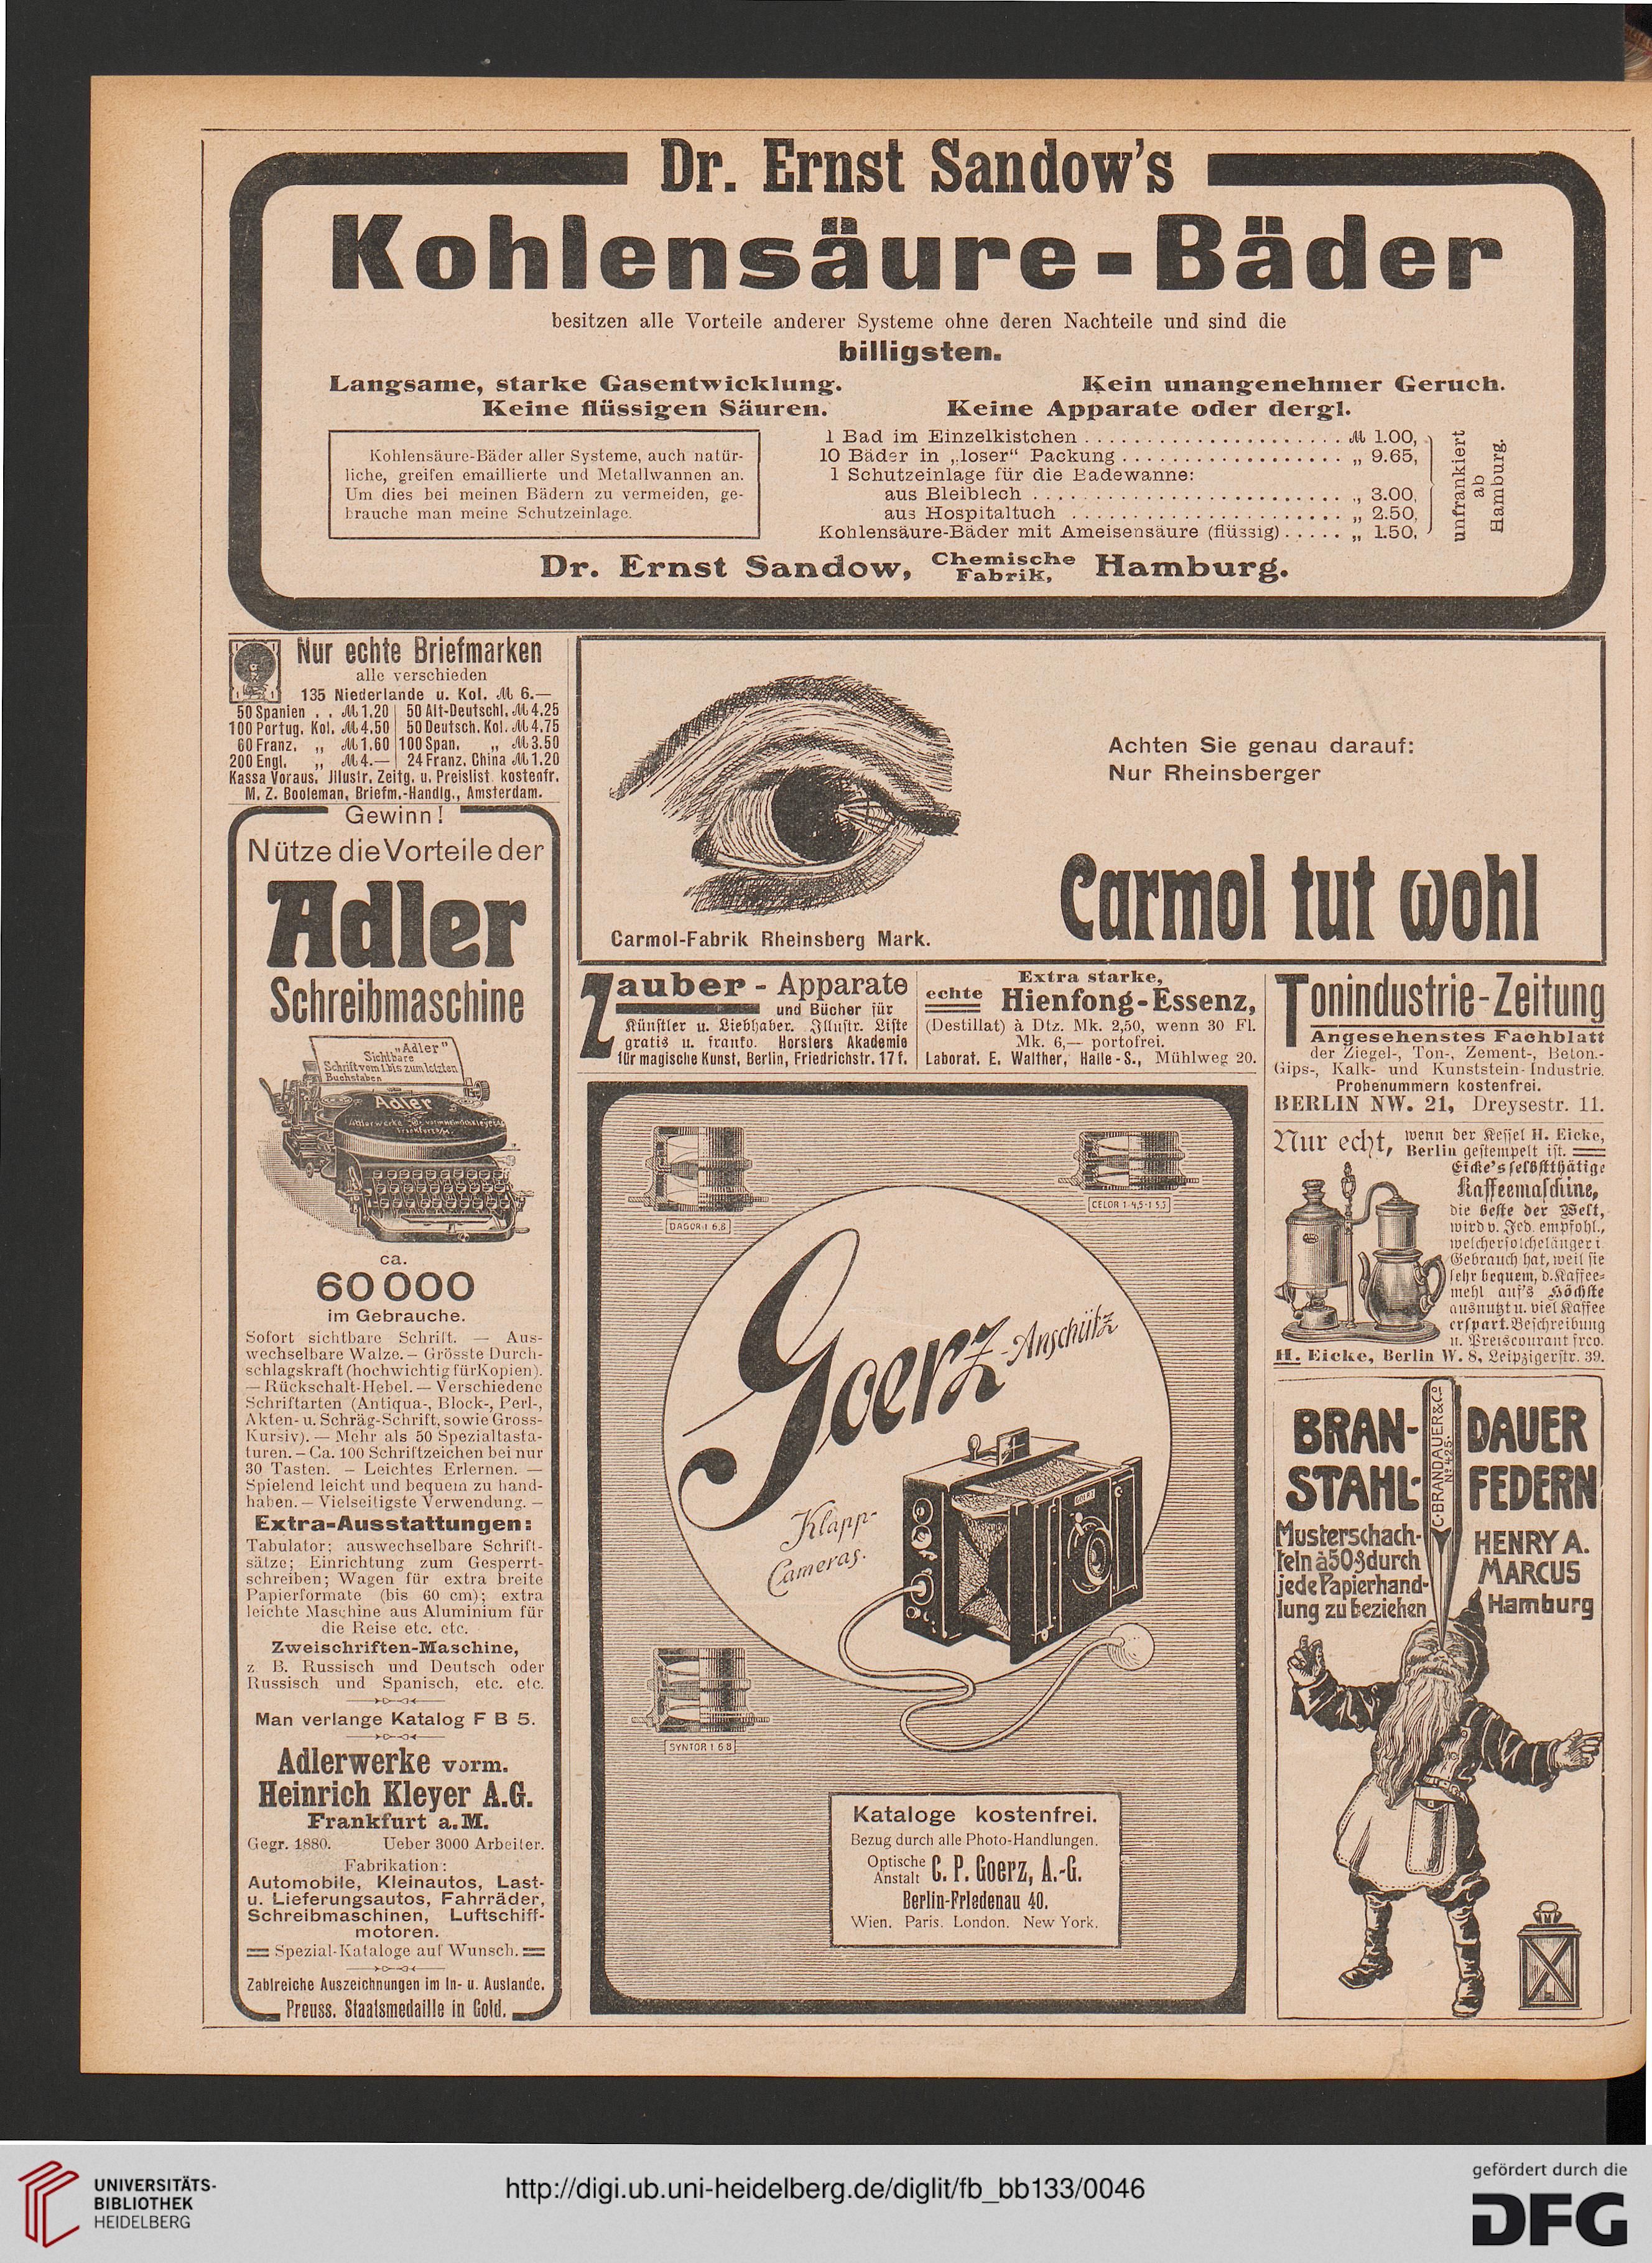 Dr. Ernst Sandow's
Kohlensäure-Bäder
besitzen alle Vorteile anderer Systeme ohne deren Nachteile und sind die
billigsten.
Langsame, starke Gasentwicklung.
Kein unangenehmer Geruch.
Keine flüssigen Säuren.
Keine Apparate oder dergl.
Kohlensäure-Bäder aller Systeme, auch natür-
liche, greifen emaillierte und Metallwannen an.
Um dies bei meinen Bädern zu vermeiden, ge-
brauche man meine Schutzeinlage.
1 Bad im Einzelkistchen . . . . . . . . . . . . . . . . . . . . . . ℳ 1.00,
10 Bäder in „loser“ Packung . . . . . . . . . . . . . . . . . . . „ 9.65,
1 Schutzeinlage für die Badewanne:
aus Bleiblech . . . . . . . . . . . . . . . . . . . . . . . . . . . „ 3.00,
aus Hospitaltuch . . . . . . . . . . . . . . . . . . . . . . . „ 2.50,
Kohlensäure-Bäder mit Ameisensäure (flüssig) . . . . . „ 1.50,
unfrankiert
ab
Hamburg.
Dr. Ernst Sandow, Chemische Fabrik, Hamburg.
Nur echte Briefmarken
alle verschieden
135 Niederlande u. Kol. ℳ 6.—
50 Spanien . . ℳ 1.20 | 50 Alt-Deutschl. ℳ 4.25
100 Portug. Kol. ℳ 4.50 | 50 Deutsch. Kol. ℳ 4.75
60 Franz. „ ℳ 1.60 | 100 Span. „ ℳ 3.50
200 Engl. „ ℳ 4.— | 24 Franz. China ℳ 1.20
Kassa Voraus. Jllustr. Zeitg. u. Preislist kostenfr.
M. Z. Booleman, Briefm.-Handlg., Amsterdam.
Gewinn!
Nütze die Vorteile der
Adler
Schreibmaschine
„Adler“
Sichtbare
Schrift vom 1. bis zum letzten
Buchstaben
Adler
ca.
60000
im Gebrauche.
Sofort sichtbare Schrift. — Aus-
wechselbare Walze. — Grösste Durch-
schlagskraft (hochwichtig für Kopien).
— Rückschalt-Hebel. — Verschiedene
Schriftarten (Antiqua-, Block-, Perl-,
Akten- u. Schräg-Schrift, sowie Gross-
Kursiv). — Mehr als 50 Spezialtasta-
turen. — Ca. 100 Schriftzeichen bei nur
30 Tasten. — Leichtes Erlernen. —
Spielend leicht und bequem zu hand-
haben. — Vielseitigste Verwendung. —
Extra-Ausstattungen:
Tabulator; auswechselbare Schrift-
sätze; Einrichtung zum Gesperrt-
schreiben; Wagen für extra breite
Papierformate (bis 60 cm); extra
leichte Maschine aus Aluminium für
die Reise etc. etc.
Zweischriften-Maschine,
z. B. Russisch und Deutsch oder
Russisch und Spanisch, etc. etc.
Man verlange Katalog F B 5.
Adlerwerke vorm.
Heinrich Kleyer A.G.
Frankfurt a.M.
Gegr. 1880. Ueber 3000 Arbeiter.
Fabrikation:
Automobile, Kleinautos, Last-
u. Lieferungsautos, Fahrräder,
Schreibmaschinen, Luftschiff-
motoren.
Spezial-Kataloge auf Wunsch.
Zahlreiche Auszeichnungen im In- u. Auslande.
Preuss. Staatsmedaille in Gold.
Achten Sie genau darauf:
Nur Rheinsberger
Carmol tut wohl
Carmol-Fabrik Rheinsberg Mark.
Zauber-Apparate
und Bücher für
Künstler u. Liebhaber. Illustr. Liste
gratis u. franko. Horsters Akademie
für magische Kunst, Berlin, Friedrichstr. 17 f.
Extra starke,
echte Hienfong-Essenz,
(Destillat) à Dtz. Mk. 2,50, wenn 30 Fl.
Mk. 6,— portofrei.
Laborat. E. Walther, Halle-S., Mühlweg 20.
Tonindustrie-Zeitung
Angesehenstes Fachblatt
der Ziegel-, Ton-, Zement-, Beton.-
Gips-, Kalk- und Kunststein-Industrie.
Probenummern kostenfrei.
BERLIN NW. 21, Dreysestr. 11.
DAGOR 1:6,8
CELOR 1:4,5-1:5,5
Goerz-Anschütz
Klapp-
Cameras.
GOERZ
SYNTOR 1:6,8
Kataloge kostenfrei.
Bezug durch alle Photo-Handlungen.
Optische Anstalt C. P. Goerz, A.-G.
Berlin-Friedenau 40.
Wien. Paris. London. New York.
Nur echt, wenn der Kessel H. Eicke,
Berlin gestempelt ist.
Eicke's selbstthätige
Kaffeemaschine,
die beste der Welt,
wird v. Jed. empfohl.,
welcher solche länger i.
Gebrauch hat, weil sie
sehr bequem, d. Kaffee-
mehl auf's Höchste
ausnutzt u. viel Kaffee
erspart. Beschreibung
u. Preiscourant frco.
H. Eicke, Berlin W. 8, Leipzigerstr. 39.
BRAN-DAUER
STAHL-FEDERN
C. BRANDAUER & Co
No 425.
Musterschach-
teln à 50 ₰ durch
jede Papierhand-
lung zu beziehen
HENRY A.
MARCUS
Hamburg
UNIVERSITÄTS-
BIBLIOTHEK
HEIDELBERG
http://digi.ub.uni-heidelberg.de/diglit/fb_bb133/0046
gefördert durch die
DFG